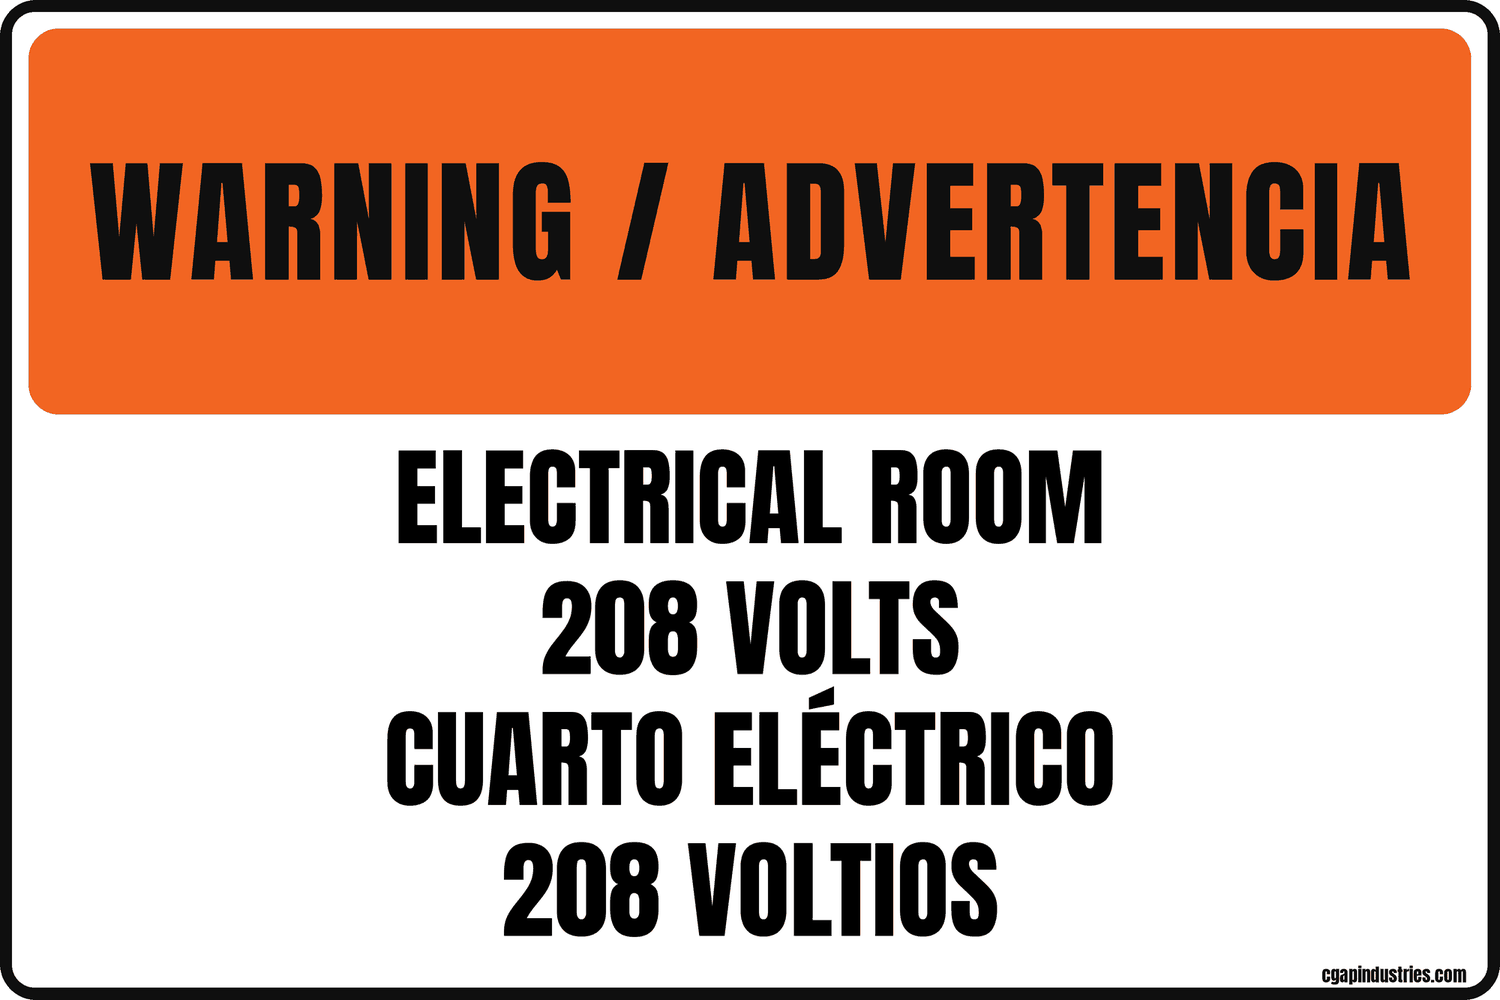 WARNING / ADVERTENCIA
ELECTRICAL ROOM
208 VOLTS
CUARTO ELÉCTRICO
208 VOLTIOS
cgapindustries.com